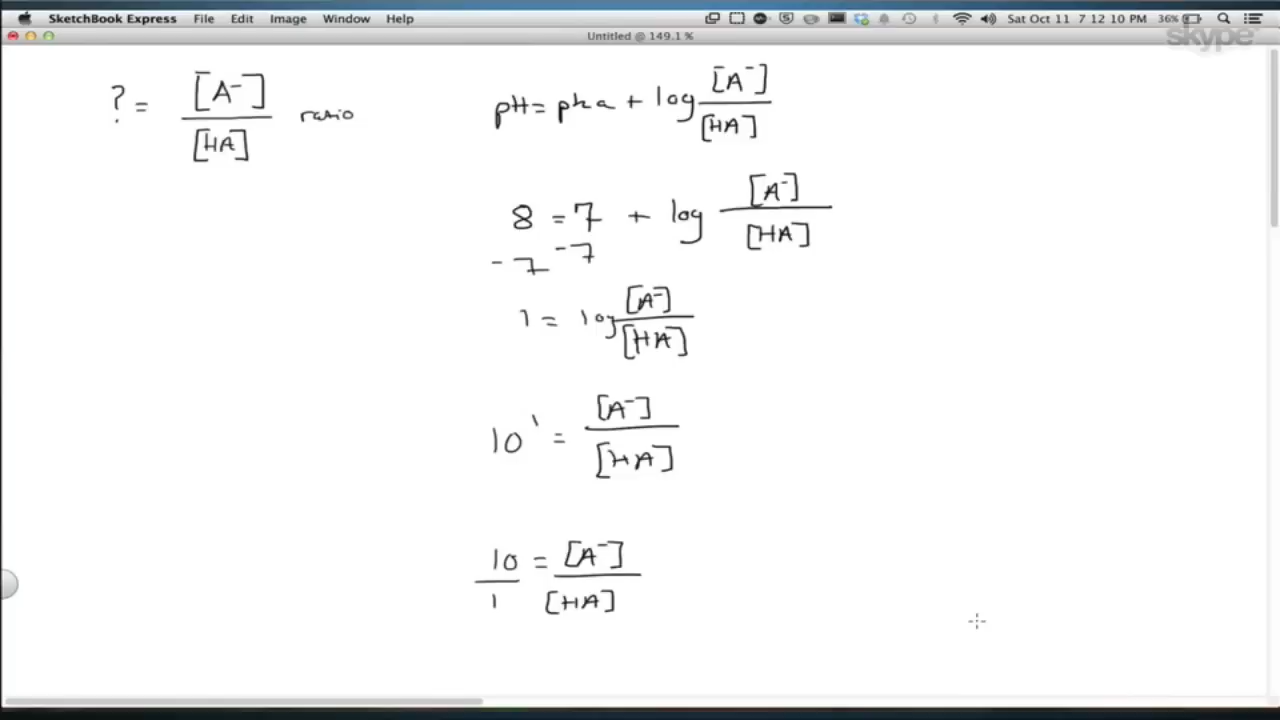 SketchBook Express File Edit Image Window Help Sat Oct 11 7 12 10 PM 36%
Untitled @ 149.1 %
skype
? = [A⁻] / [HA] ratio
pH = pka + log [A⁻] / [HA]
8 = 7 + log [A⁻] / [HA]
-7 -7
1 = log [A⁻] / [HA]
10¹ = [A⁻] / [HA]
10 / 1 = [A⁻] / [HA]